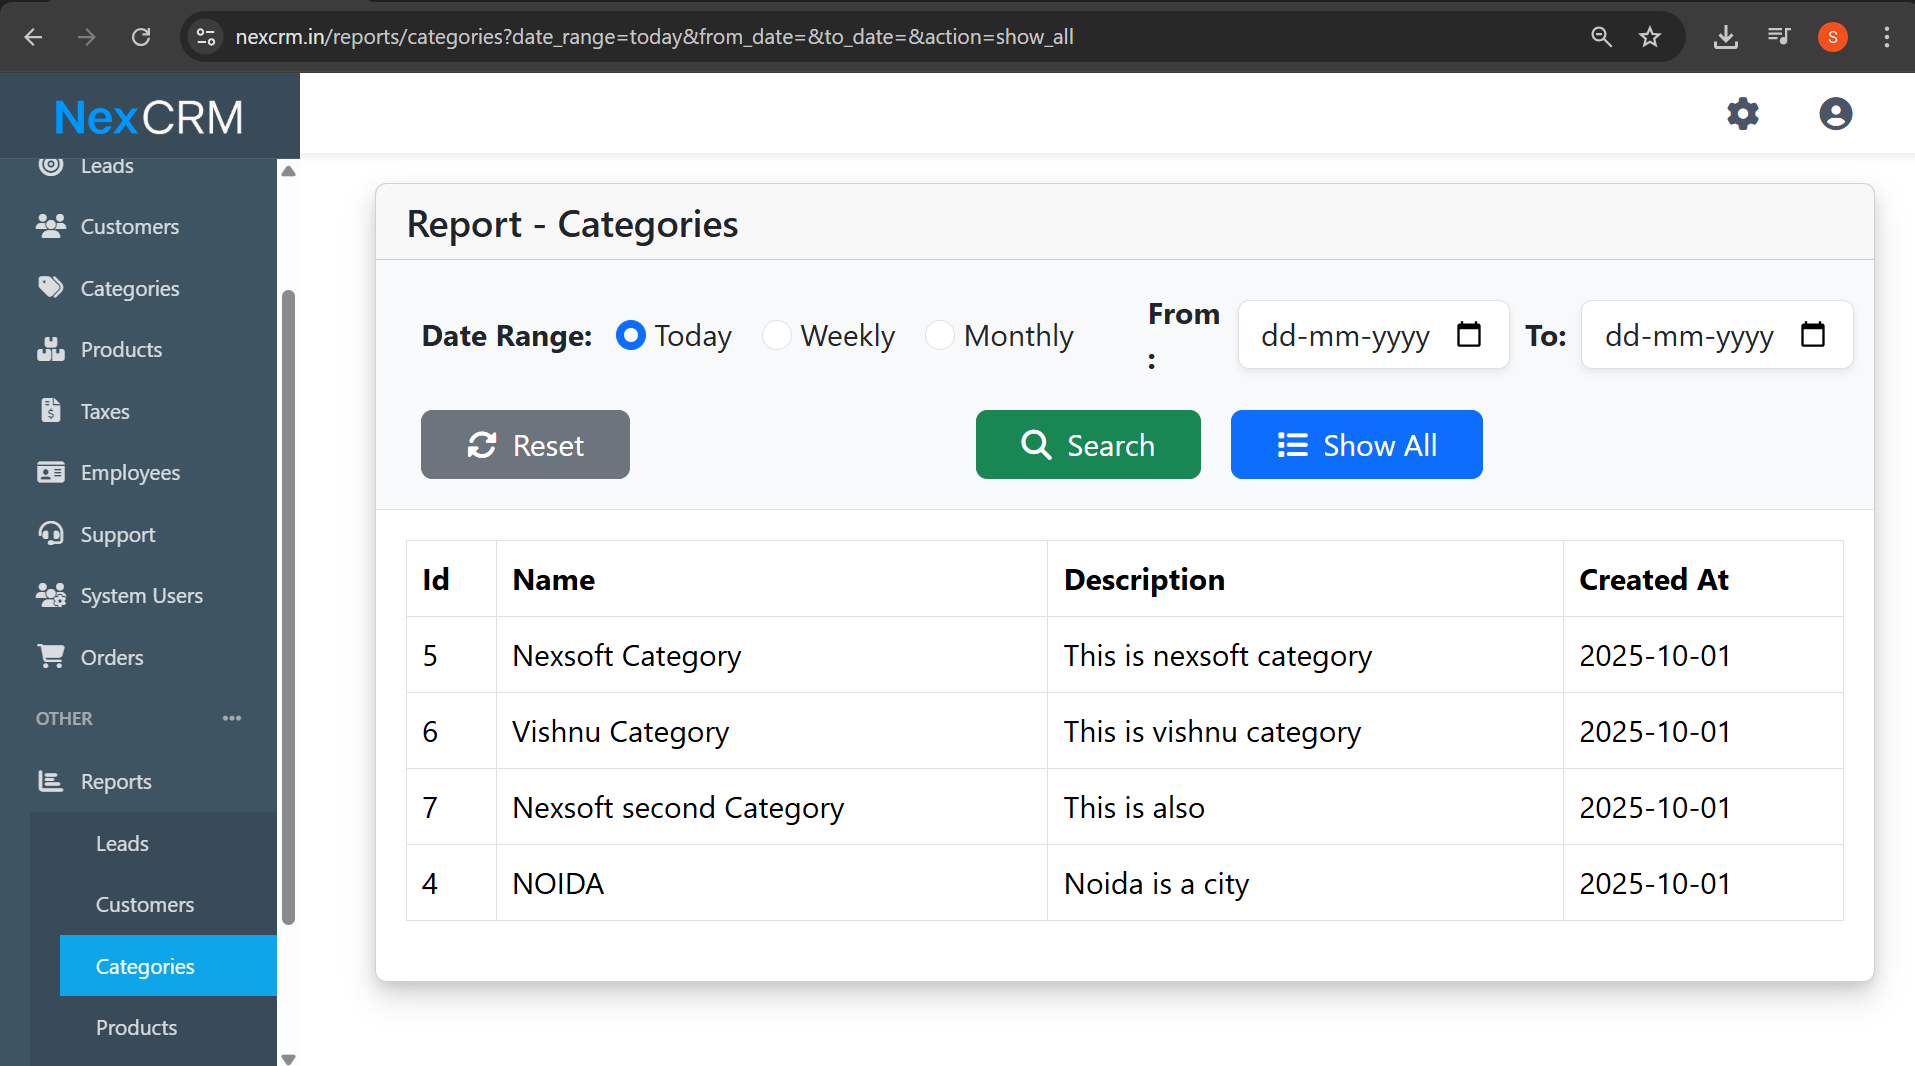 nexcrm.in/reports/categories?date_range=today&from_date=&to_date=&action=show_all
S
NexCRM
Leads
Customers
Categories
Products
Taxes
Employees
Support
System Users
Orders
OTHER
Reports
Leads
Customers
Categories
Products
Report - Categories
Date Range: Today Weekly Monthly From : dd-mm-yyyy To: dd-mm-yyyy
Reset Search Show All
Id Name Description Created At
5 Nexsoft Category This is nexsoft category 2025-10-01
6 Vishnu Category This is vishnu category 2025-10-01
7 Nexsoft second Category This is also 2025-10-01
4 NOIDA Noida is a city 2025-10-01